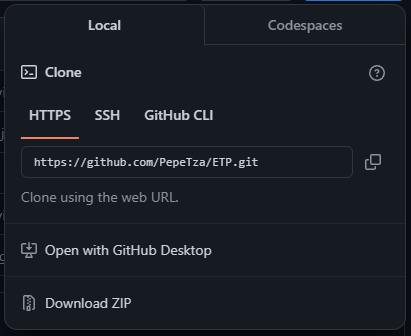 Local
Codespaces
Clone
HTTPS
SSH
GitHub CLI
https://github.com/PepeTza/ETP.git
Clone using the web URL.
Open with GitHub Desktop
Download ZIP